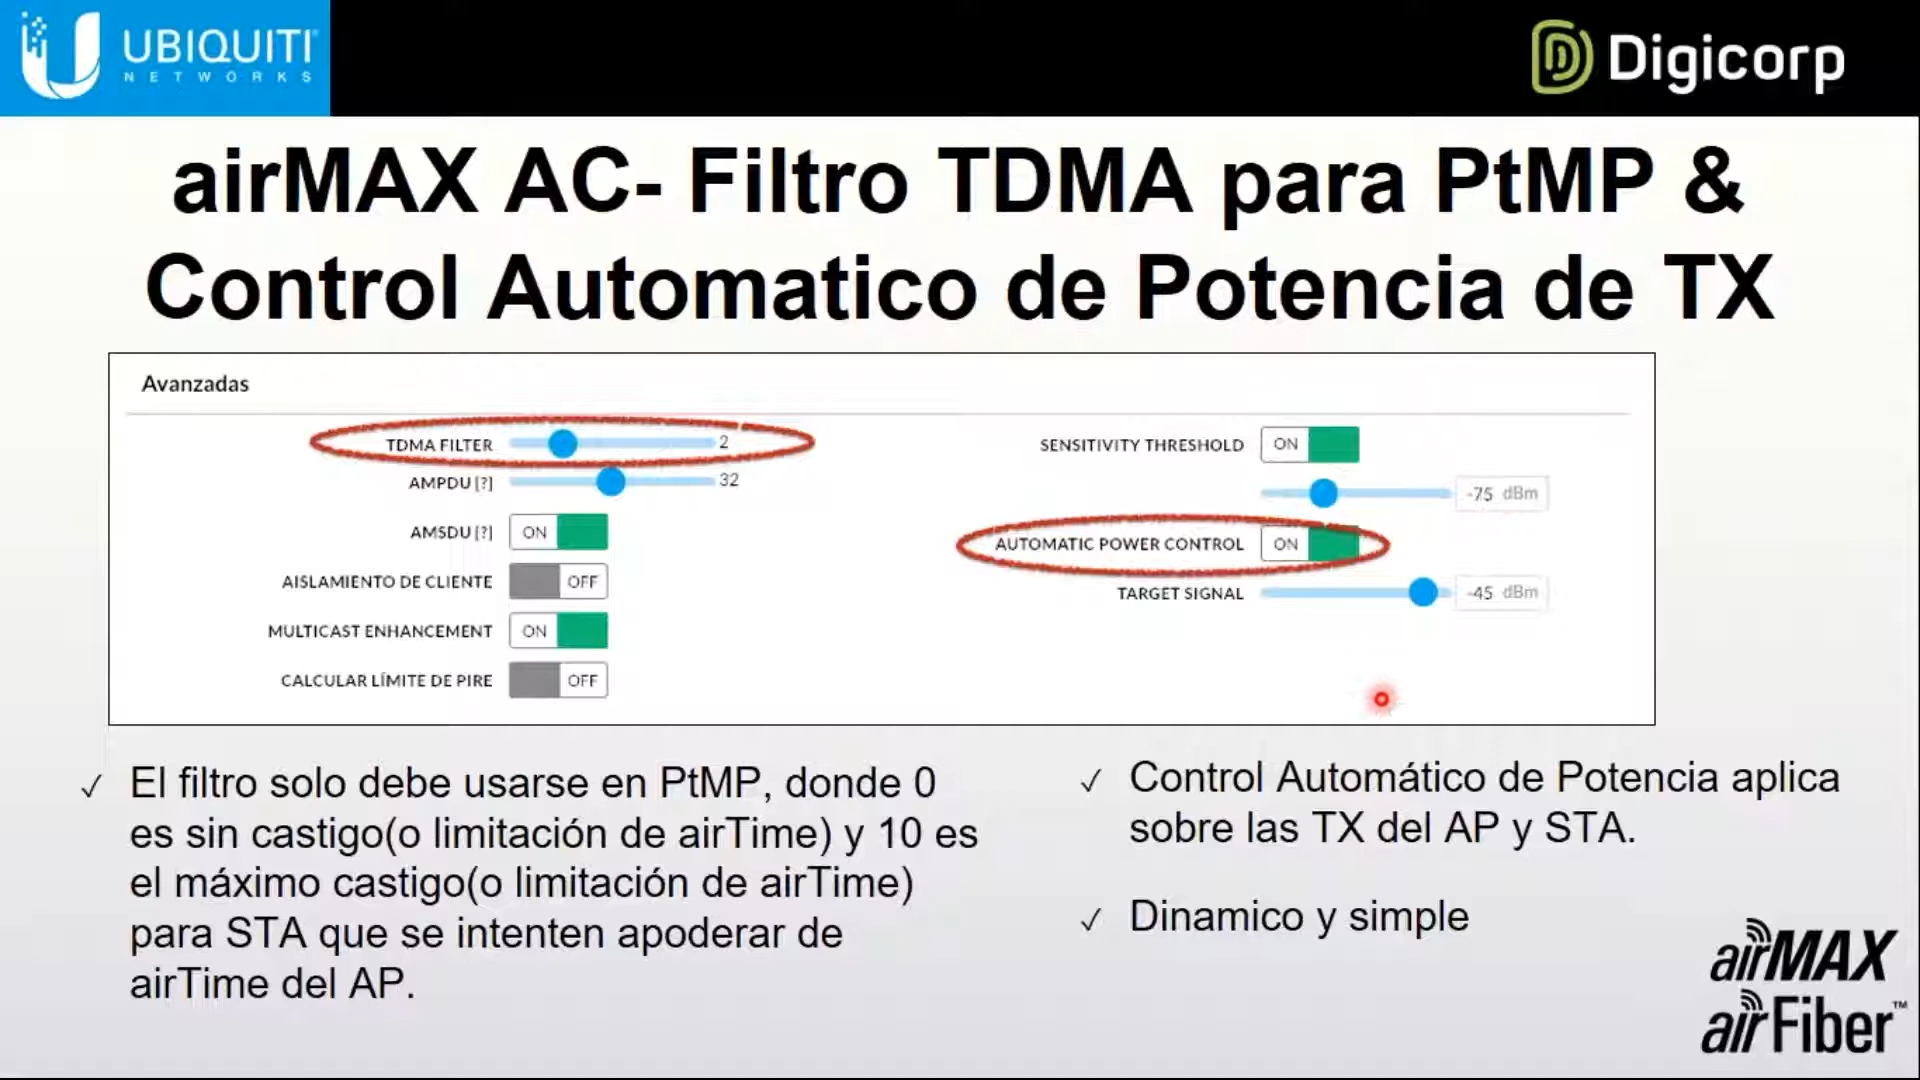 UBIQUITI
NETWORKS
Digicorp
airMAX AC- Filtro TDMA para PtMP &
Control Automatico de Potencia de TX
Avanzadas
TDMA FILTER 2
AMPDU [?] 32
AMSDU [?] ON
AISLAMIENTO DE CLIENTE OFF
MULTICAST ENHANCEMENT ON
CALCULAR LÍMITE DE PIRE OFF
SENSITIVITY THRESHOLD ON
-75 dBm
AUTOMATIC POWER CONTROL ON
TARGET SIGNAL -45 dBm
✓ El filtro solo debe usarse en PtMP, donde 0
es sin castigo(o limitación de airTime) y 10 es
el máximo castigo(o limitación de airTime)
para STA que se intenten apoderar de
airTime del AP.
✓ Control Automático de Potencia aplica
sobre las TX del AP y STA.
✓ Dinamico y simple
airMAX
airFiber™